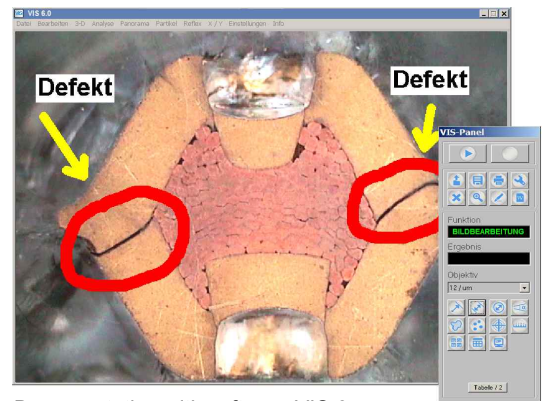 VIS 6.0
Datei Bearbeiten 3-D Analyse Panorama Partikel Reflex X / Y Einstellungen Info
Defekt
Defekt
VIS-Panel
Funktion
BILDBEARBEITUNG
Ergebnis
Objektiv
12 / um
Tabelle / 2